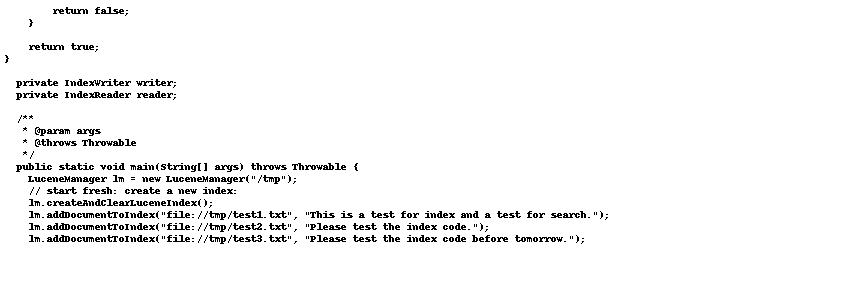 return false;
}
return true;
}
private IndexWriter writer;
private IndexReader reader;
/**
* @param args
* @throws Throwable
*/
public static void main(String[] args) throws Throwable {
LuceneManager lm = new LuceneManager("/tmp");
// start fresh: create a new index:
lm.createAndClearLuceneIndex();
lm.addDocumentToIndex("file://tmp/test1.txt", "This is a test for index and a test for search.");
lm.addDocumentToIndex("file://tmp/test2.txt", "Please test the index code.");
lm.addDocumentToIndex("file://tmp/test3.txt", "Please test the index code before tomorrow.");